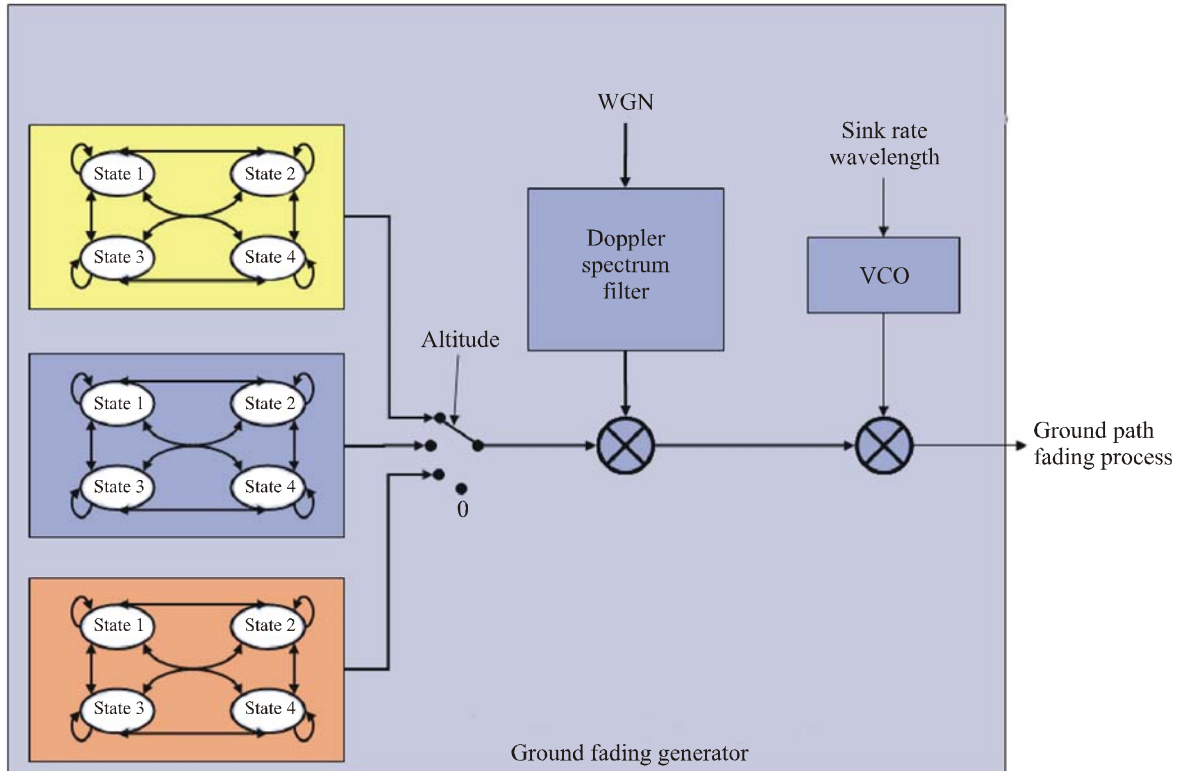 WGN
Sink rate
wavelength
State 1
State 2
State 3
State 4
Doppler
spectrum
filter
VCO
Altitude
State 1
State 2
State 3
State 4
0
Ground path
fading process
State 1
State 2
State 3
State 4
Ground fading generator